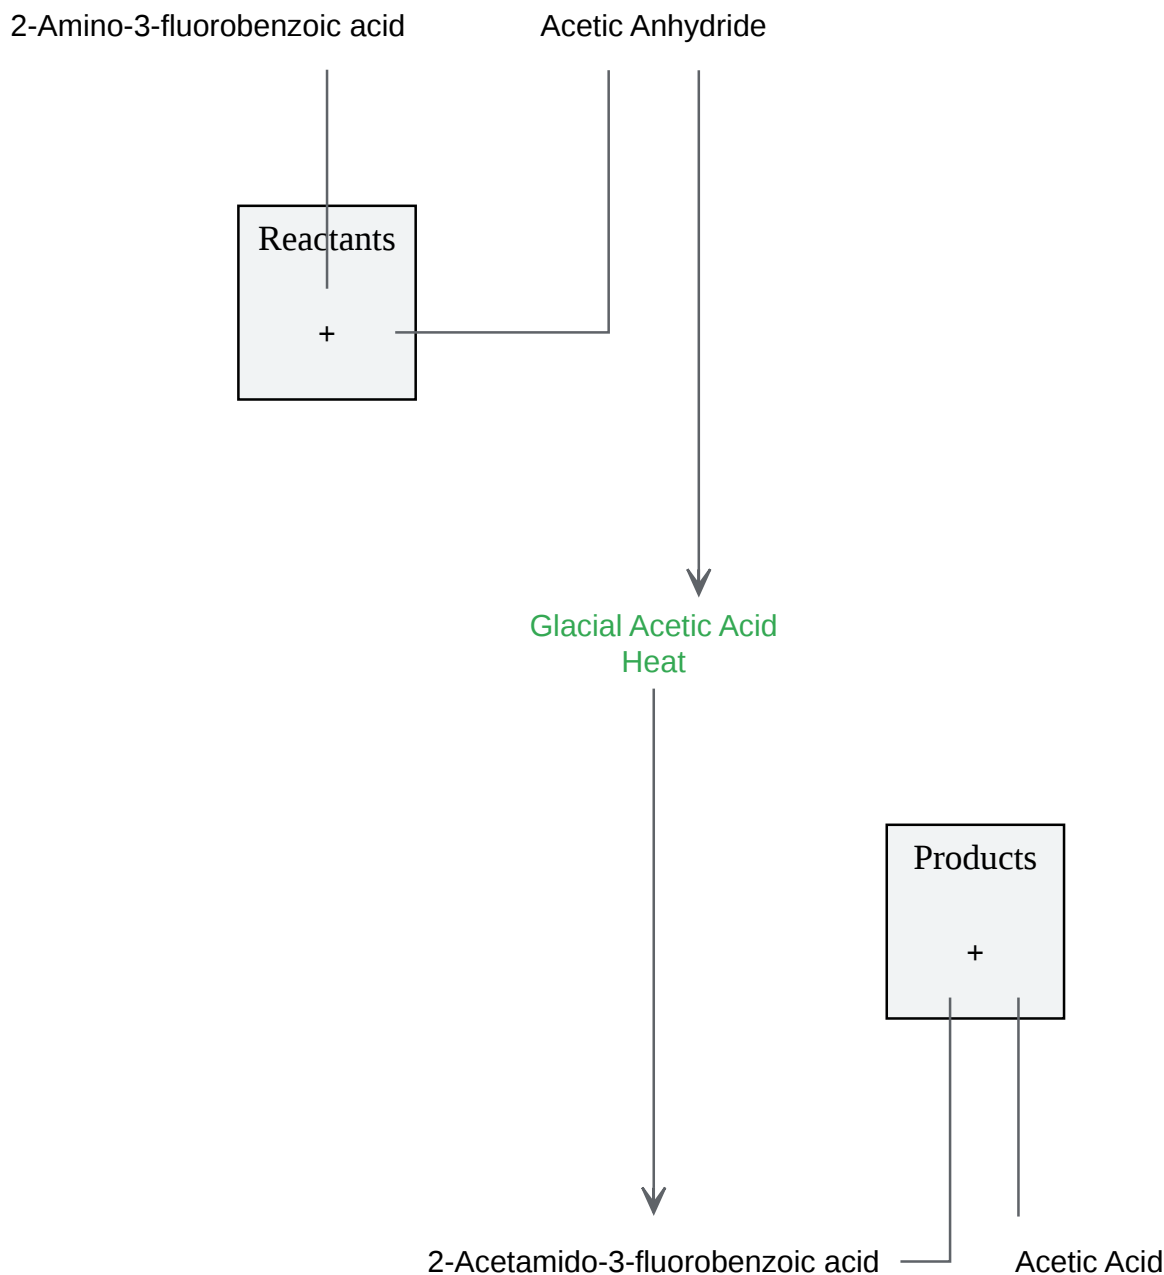 2-Amino-3-fluorobenzoic acid
Acetic Anhydride
Reactants
+
Glacial Acetic Acid
Heat
Products
+
2-Acetamido-3-fluorobenzoic acid
Acetic Acid